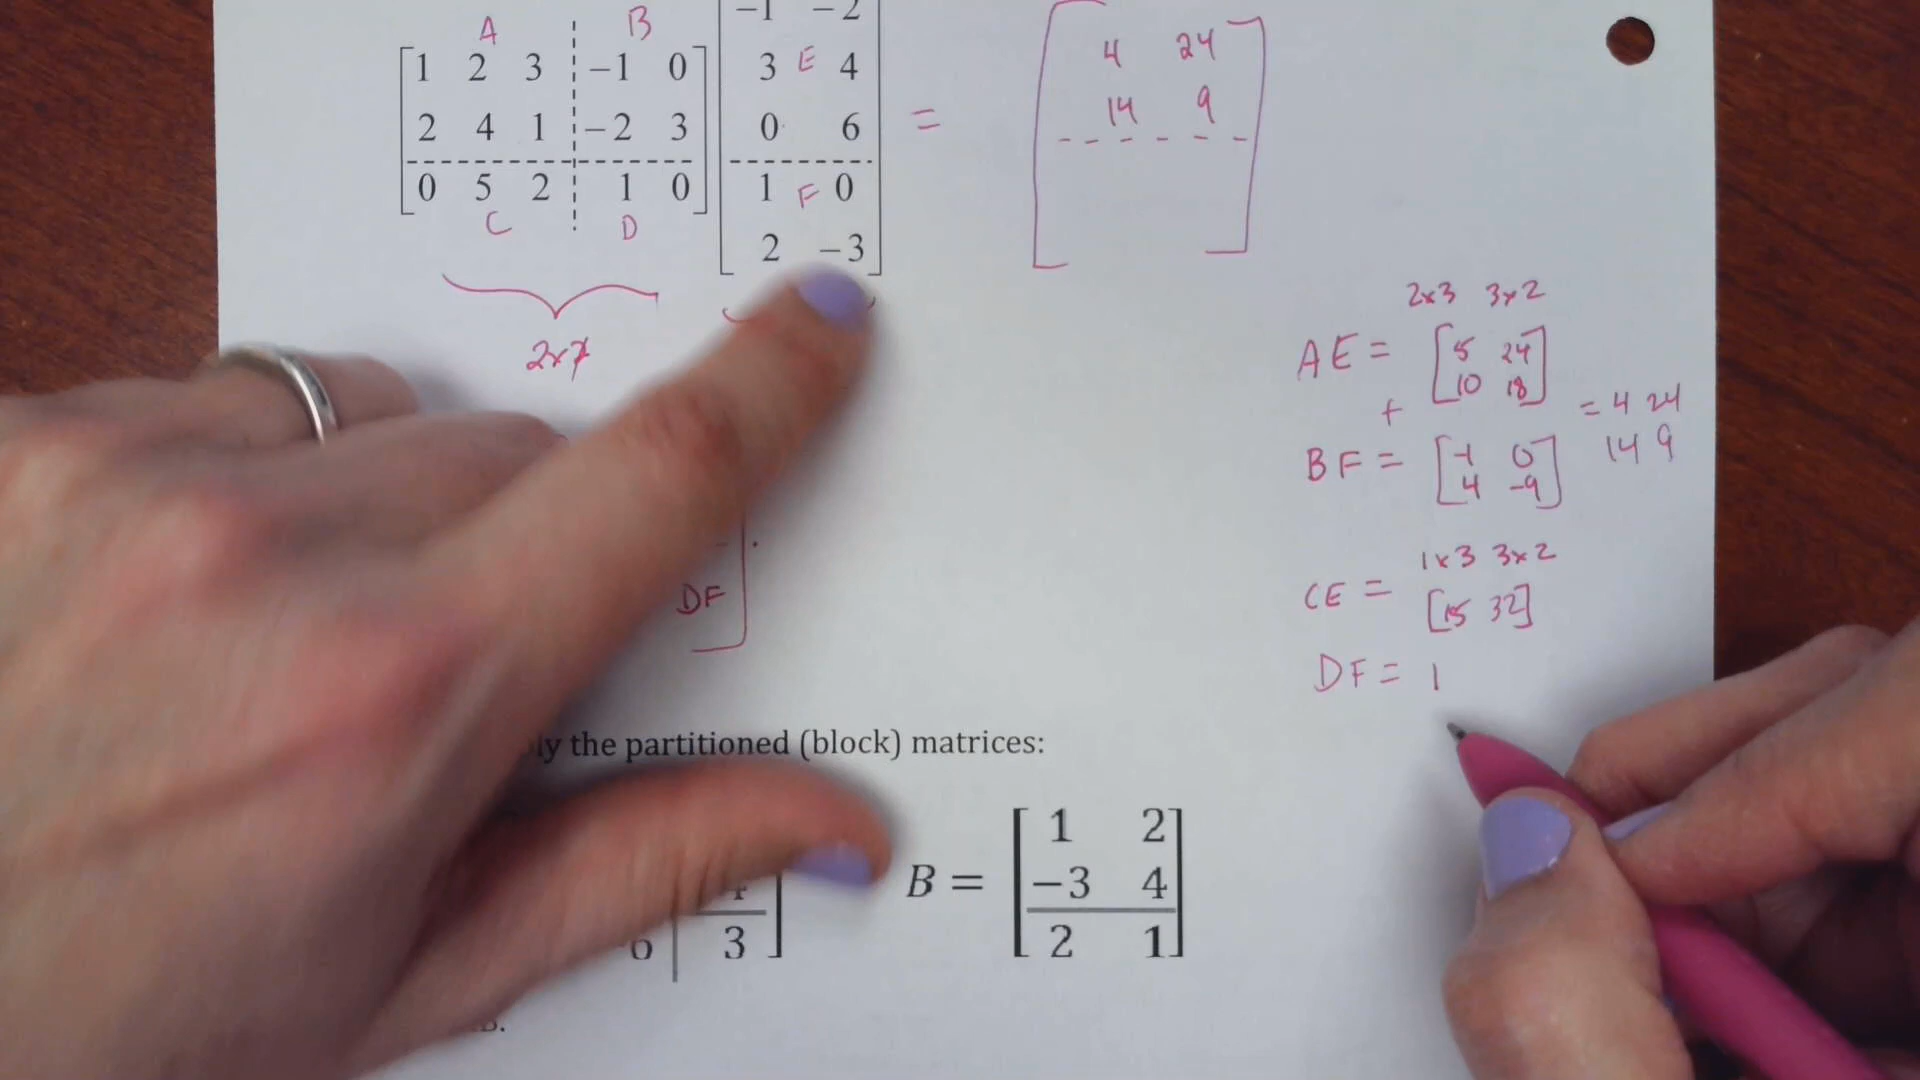 A B -1 -2
1 2 3 -1 0 3 E 4 4 24
2 4 1 -2 3 0 6 = 14 9
0 5 2 1 0 1 F 0
C D 2 -3
2x3 3x2
AE = [5 24
10 18]
+ = 4 24
BF = [-1 0 14 9
4 -9]
1x3 3x2
CE = [15 32]
DF
DF = 1
the partitioned (block) matrices:
1 2
B = -3 4
3 2 1